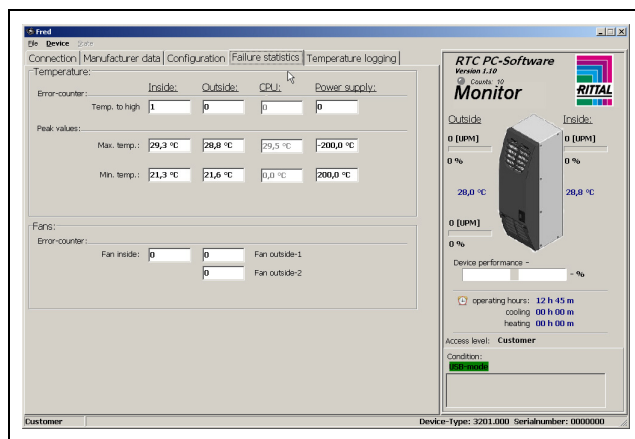 Fred
File Device State
Connection Manufacturer data Configuration Failure statistics Temperature logging
Temperature:
Inside: Outside: CPU: Power supply:
Error-counter:
Temp. to high 1 0 0 0
Peak values:
Max. temp.: 29,3 °C 28,8 °C 29,5 °C -200,0 °C
Min. temp.: 21,3 °C 21,6 °C 0,0 °C 200,0 °C
Fans:
Error-counter:
Fan inside: 0 0 Fan outside-1
0 Fan outside-2
RTC PC-Software
Version 1.10
Counts: 10
Monitor
RITTAL
Outside Inside:
0 [UPM] 0 [UPM]
0 % 0 %
28,0 °C 28,8 °C
0 [UPM]
0 %
Device performance -
- %
operating hours: 12 h 45 m
cooling 00 h 00 m
heating 00 h 00 m
Access level: Customer
Condition:
USB-mode
Customer Device-Type: 3201.000 Serialnumber: 0000000